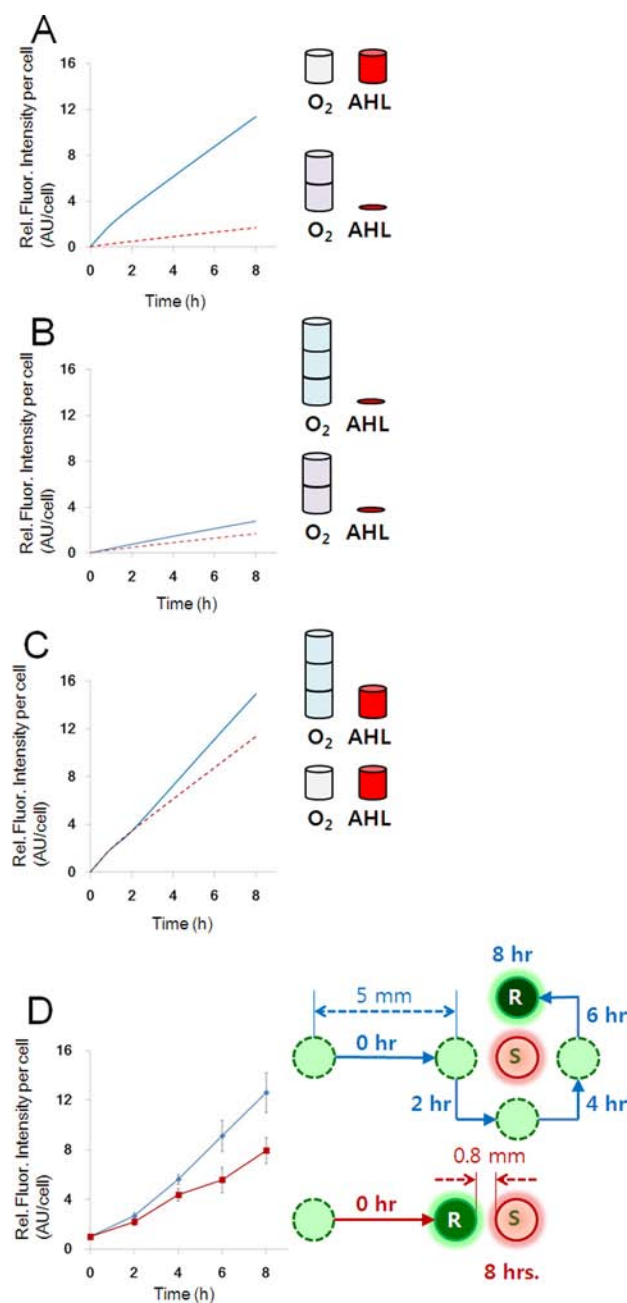 A
Rel. Fluor. Intensity per cell
(AU/cell)
16
12
8
4
0
0 2 4 6 8
Time (h)
O2 AHL
O2 AHL
B
Rel. Fluor. Intensity per cell
(AU/cell)
16
12
8
4
0
0 2 4 6 8
Time (h)
O2 AHL
O2 AHL
C
Rel. Fluor. Intensity per cell
(AU/cell)
16
12
8
4
0
0 2 4 6 8
Time (h)
O2 AHL
O2 AHL
D
Rel. Fluor. Intensity per cell
(AU/cell)
16
12
8
4
0
0 2 4 6 8
Time (h)
8 hr
R
5 mm
6 hr
0 hr
S
2 hr
4 hr
0.8 mm
0 hr
R
S
8 hrs.